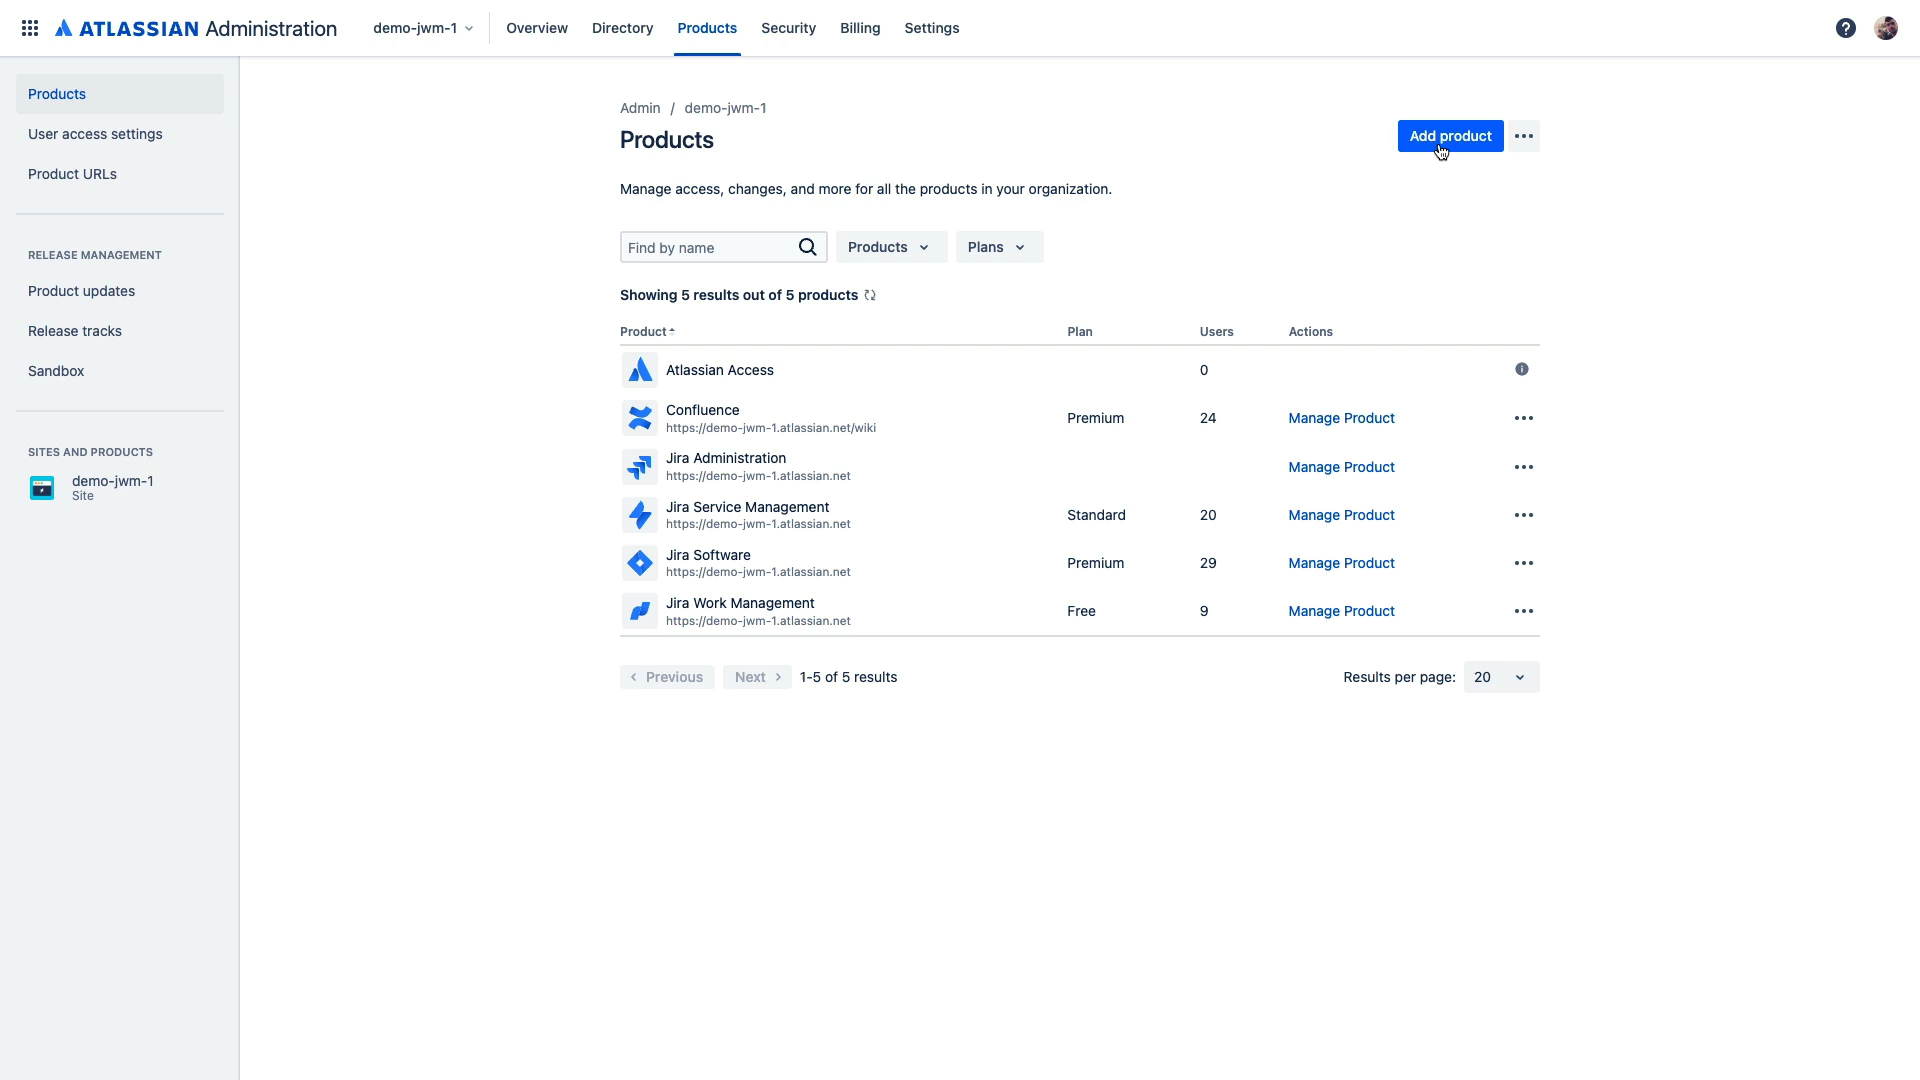 ATLASSIAN Administration demo-jwm-1 Overview Directory Products Security Billing Settings
Products
User access settings
Product URLs
RELEASE MANAGEMENT
Product updates
Release tracks
Sandbox
SITES AND PRODUCTS
demo-jwm-1
Site
Admin / demo-jwm-1
Products
Add product
Manage access, changes, and more for all the products in your organization.
Find by name Products Plans
Showing 5 results out of 5 products
Product Plan Users Actions
Atlassian Access 0
Confluence
https://demo-jwm-1.atlassian.net/wiki
Premium 24 Manage Product
Jira Administration
https://demo-jwm-1.atlassian.net
Manage Product
Jira Service Management
https://demo-jwm-1.atlassian.net
Standard 20 Manage Product
Jira Software
https://demo-jwm-1.atlassian.net
Premium 29 Manage Product
Jira Work Management
https://demo-jwm-1.atlassian.net
Free 9 Manage Product
Previous Next 1-5 of 5 results Results per page: 20